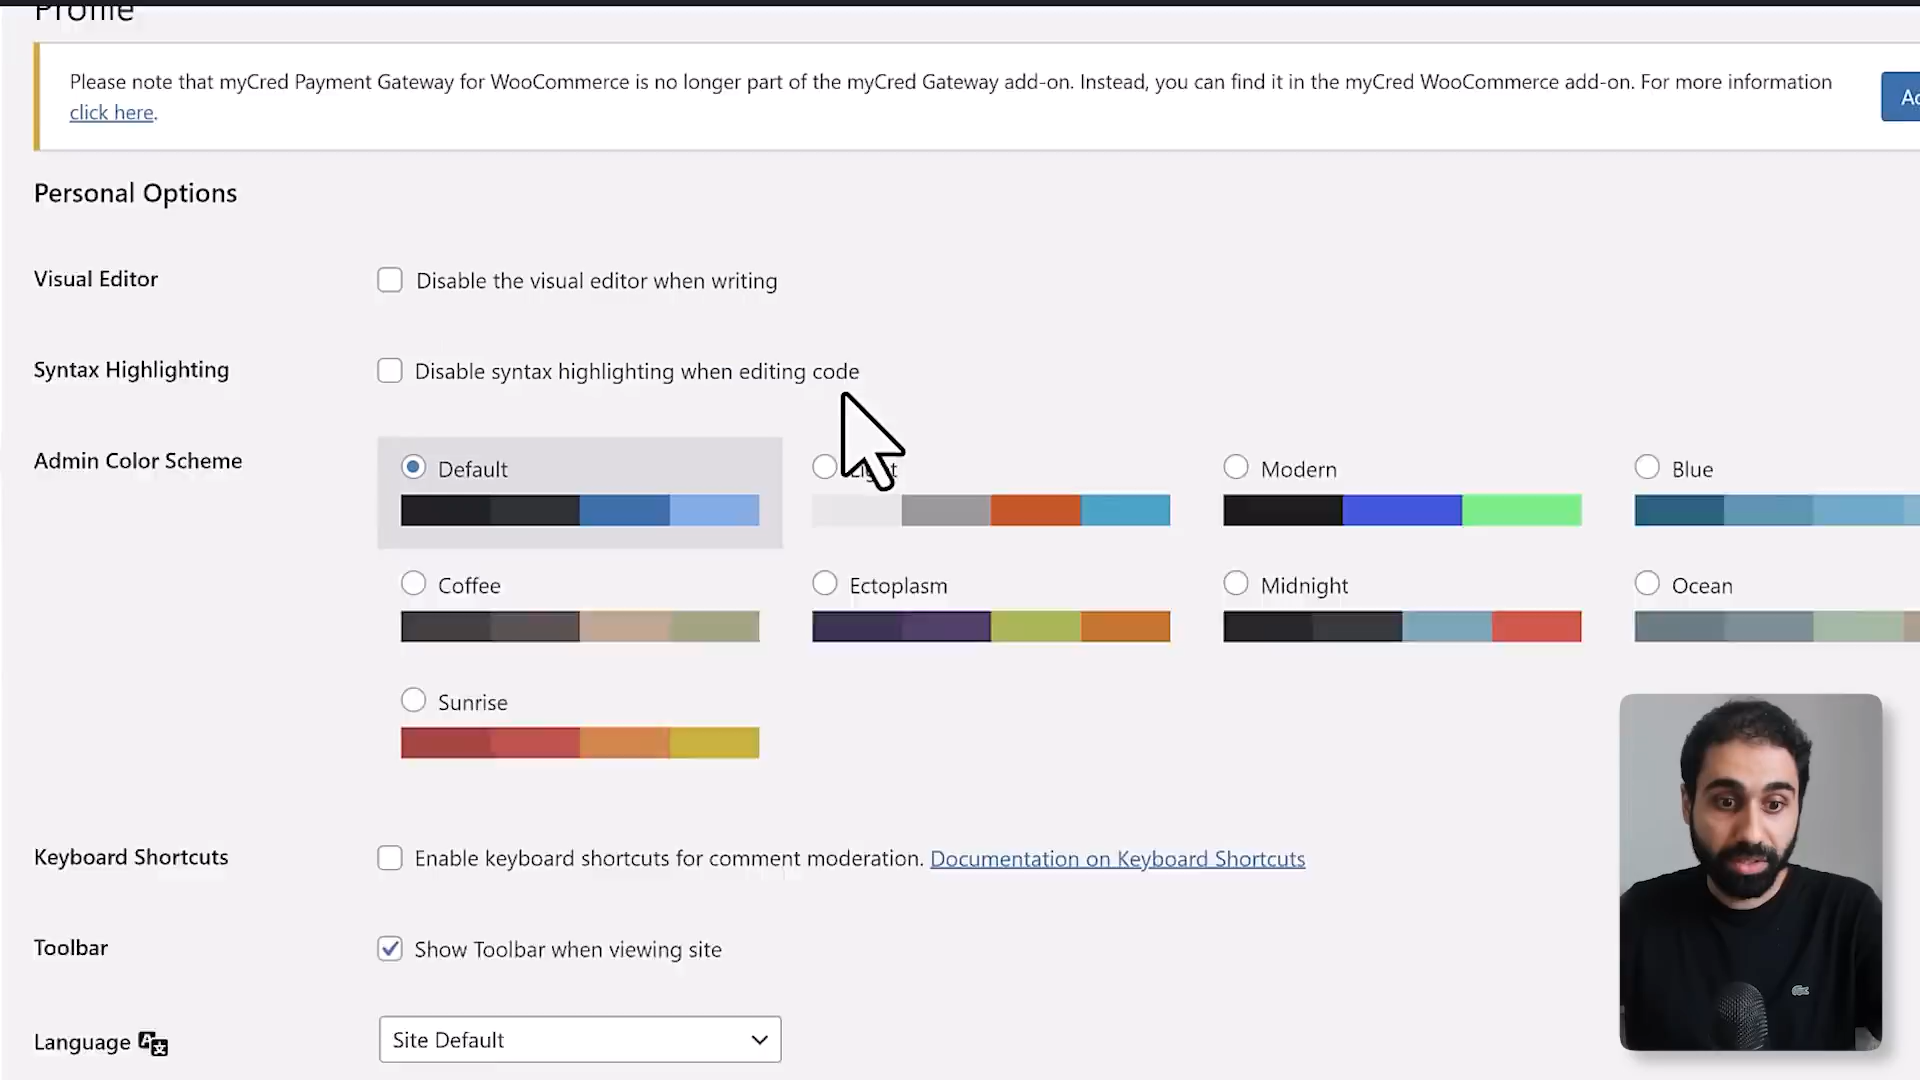 Profile
Please note that myCred Payment Gateway for WooCommerce is no longer part of the myCred Gateway add-on. Instead, you can find it in the myCred WooCommerce add-on. For more information
click here.
Personal Options
Visual Editor
Disable the visual editor when writing
Syntax Highlighting
Disable syntax highlighting when editing code
Admin Color Scheme
Default
Light
Modern
Blue
Coffee
Ectoplasm
Midnight
Ocean
Sunrise
Keyboard Shortcuts
Enable keyboard shortcuts for comment moderation. Documentation on Keyboard Shortcuts
Toolbar
Show Toolbar when viewing site
Language
Site Default